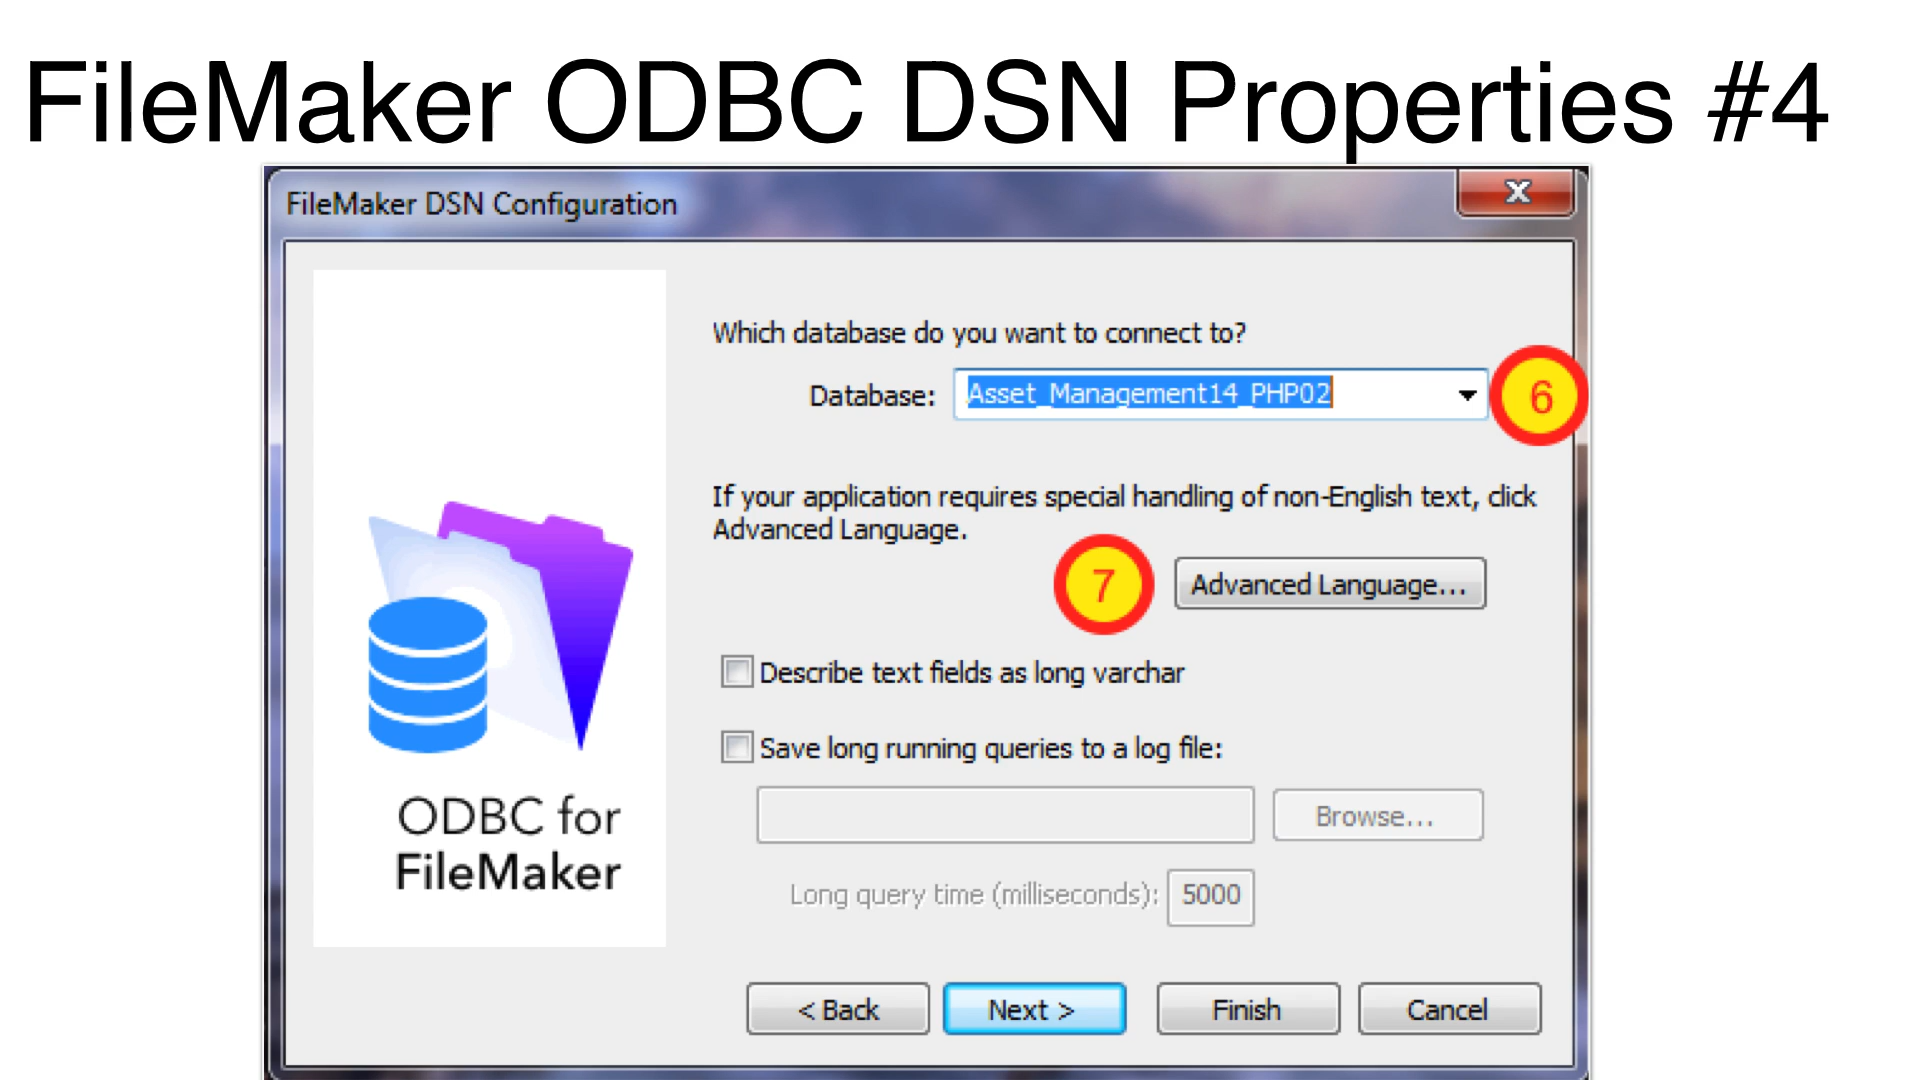 FileMaker ODBC DSN Properties #4
FileMaker DSN Configuration
x
Which database do you want to connect to?
Database: Asset_Management14_PHP02 6
If your application requires special handling of non-English text, click
Advanced Language.
7 Advanced Language...
Describe text fields as long varchar
Save long running queries to a log file:
Browse...
Long query time (milliseconds): 5000
ODBC for
FileMaker
< Back Next > Finish Cancel